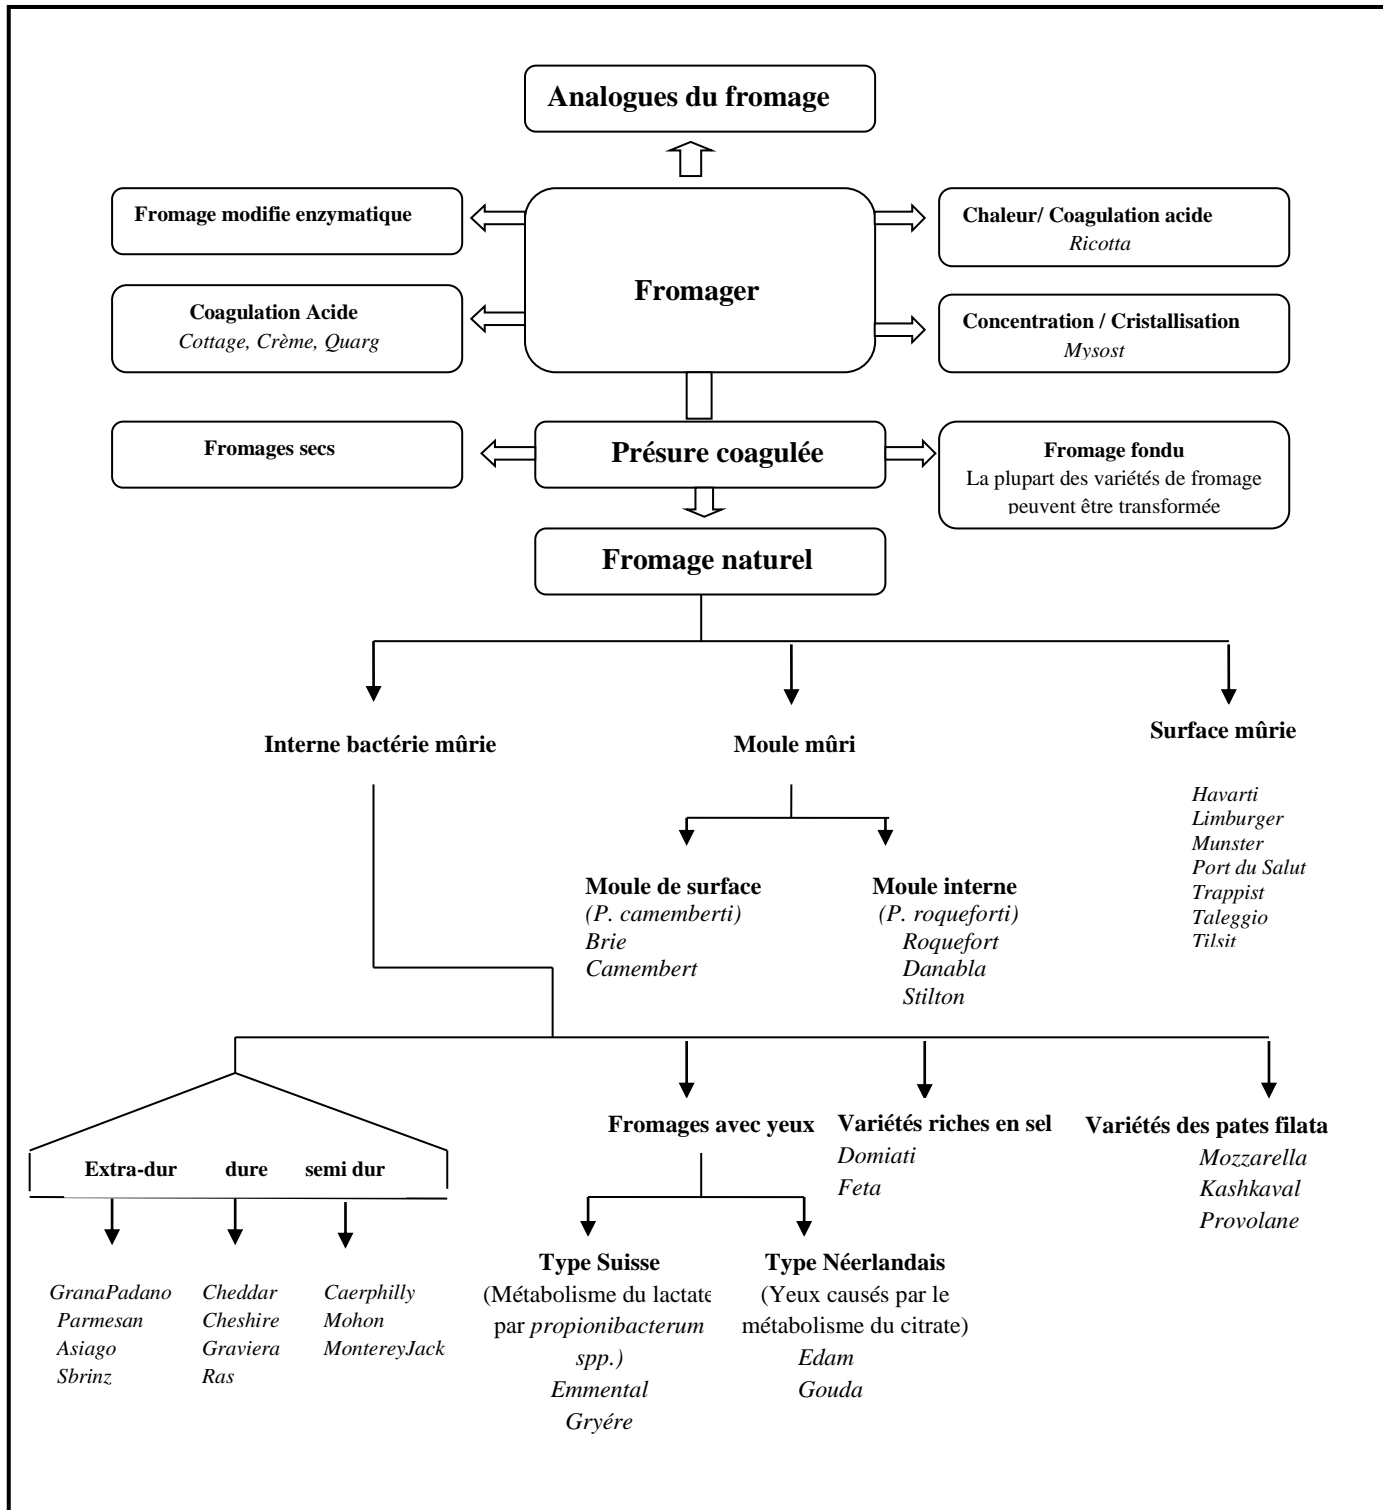 Analogues du fromage
Fromage modifie enzymatique
Chaleur/ Coagulation acide
Ricotta
Fromager
Coagulation Acide
Cottage, Crème, Quarg
Concentration / Cristallisation
Mysost
Fromages secs
Présure coagulée
Fromage fondu
La plupart des variétés de fromage
peuvent être transformée
Fromage naturel
Interne bactérie mûrie
Moule mûri
Surface mûrie
Havarti
Limburger
Munster
Port du Salut
Trappist
Taleggio
Tilsit
Moule de surface
(P. camemberti)
Brie
Camembert
Moule interne
(P. roqueforti)
Roquefort
Danabla
Stilton
Extra-dur
dure
semi dur
GranaPadano
Parmesan
Asiago
Sbrinz
Cheddar
Cheshire
Graviera
Ras
Caerphilly
Mohon
MontereyJack
Fromages avec yeux
Type Suisse
(Métabolisme du lactate
par propionibacterum
spp.)
Emmental
Gryére
Type Néerlandais
(Yeux causés par le
métabolisme du citrate)
Edam
Gouda
Variétés riches en sel
Domiati
Feta
Variétés des pates filata
Mozzarella
Kashkaval
Provolane